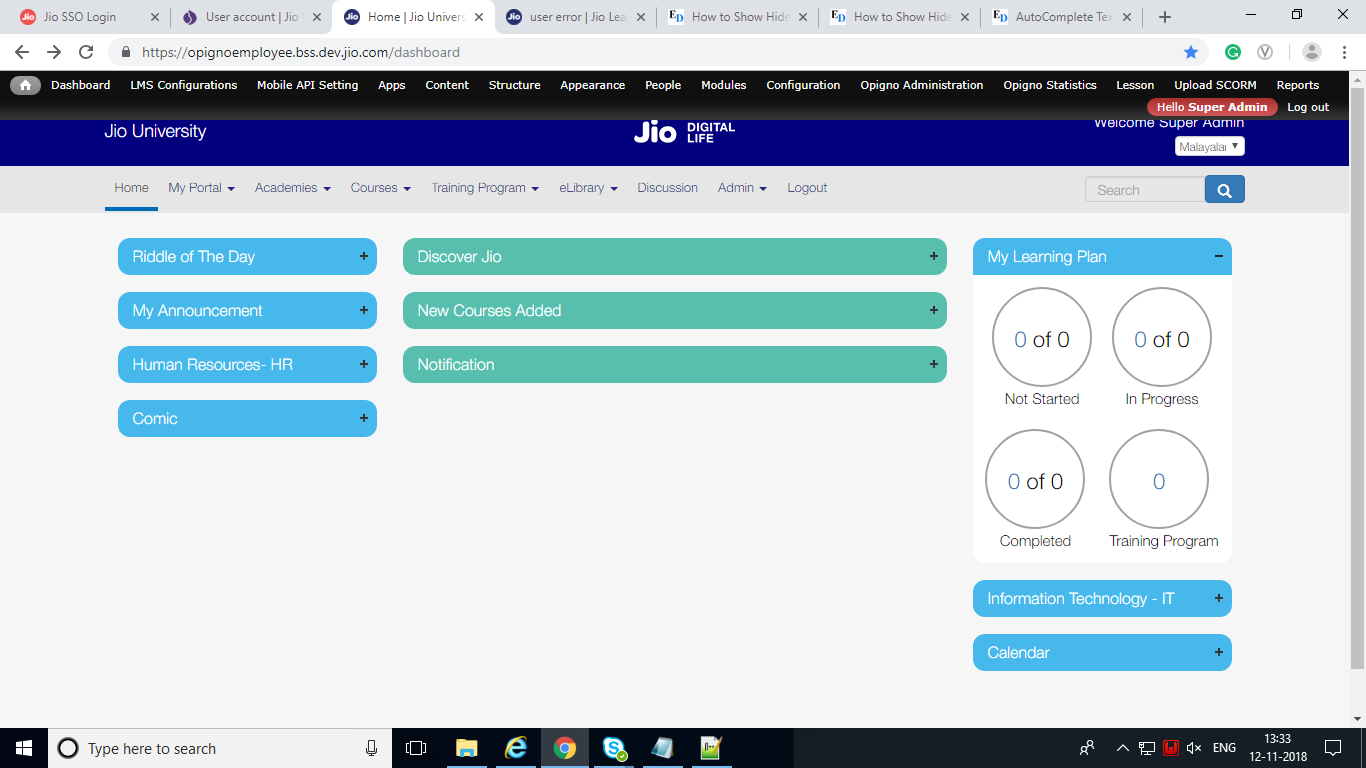 Jio SSO Login
User account | Jio
Home | Jio Univers
user error | Jio Lea
How to Show Hide
How to Show Hide
AutoComplete Tex
https://opignoemployee.bss.dev.jio.com/dashboard
Dashboard LMS Configurations Mobile API Setting Apps Content Structure Appearance People Modules Configuration Opigno Administration Opigno Statistics Lesson Upload SCORM Reports
Hello Super Admin Log out
Jio University
Jio DIGITAL
LIFE
Welcome Super Admin
Malayalar
Home My Portal Academies Courses Training Program eLibrary Discussion Admin Logout
Search
Riddle of The Day +
My Announcement +
Human Resources- HR +
Comic +
Discover Jio +
New Courses Added +
Notification +
My Learning Plan −
0 of 0
Not Started
0 of 0
In Progress
0 of 0
Completed
0
Training Program
Information Technology - IT +
Calendar +
Type here to search
ENG
13:33
12-11-2018